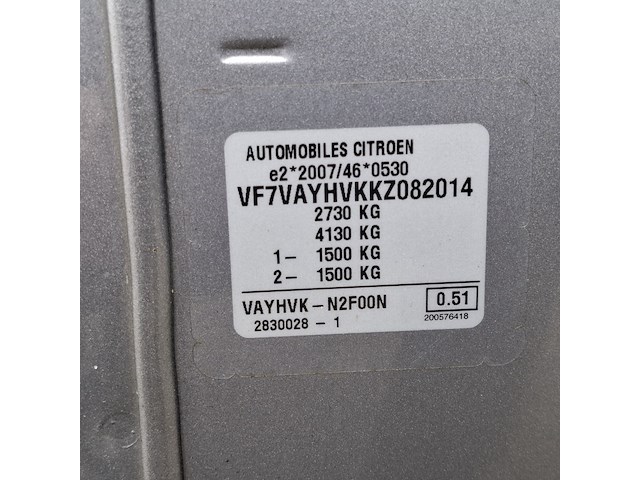 AUTOMOBILES CITROEN
e2*2007/46*0530
VF7VAYHVKKZ082014
2730 KG
4130 KG
1- 1500 KG
2- 1500 KG
VAYHVK-N2F00N 0.51
2830028-1 200576418